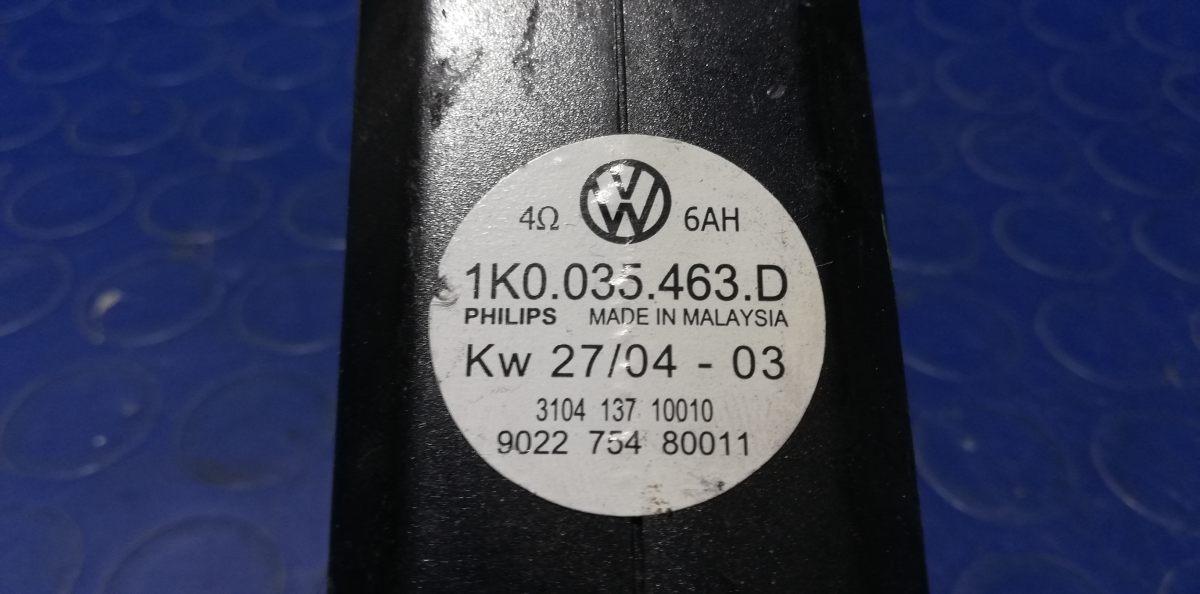 4Ω VW 6AH
1K0.035.463.D
PHILIPS MADE IN MALAYSIA
Kw 27/04 - 03
3104 137 10010
9022 754 80011